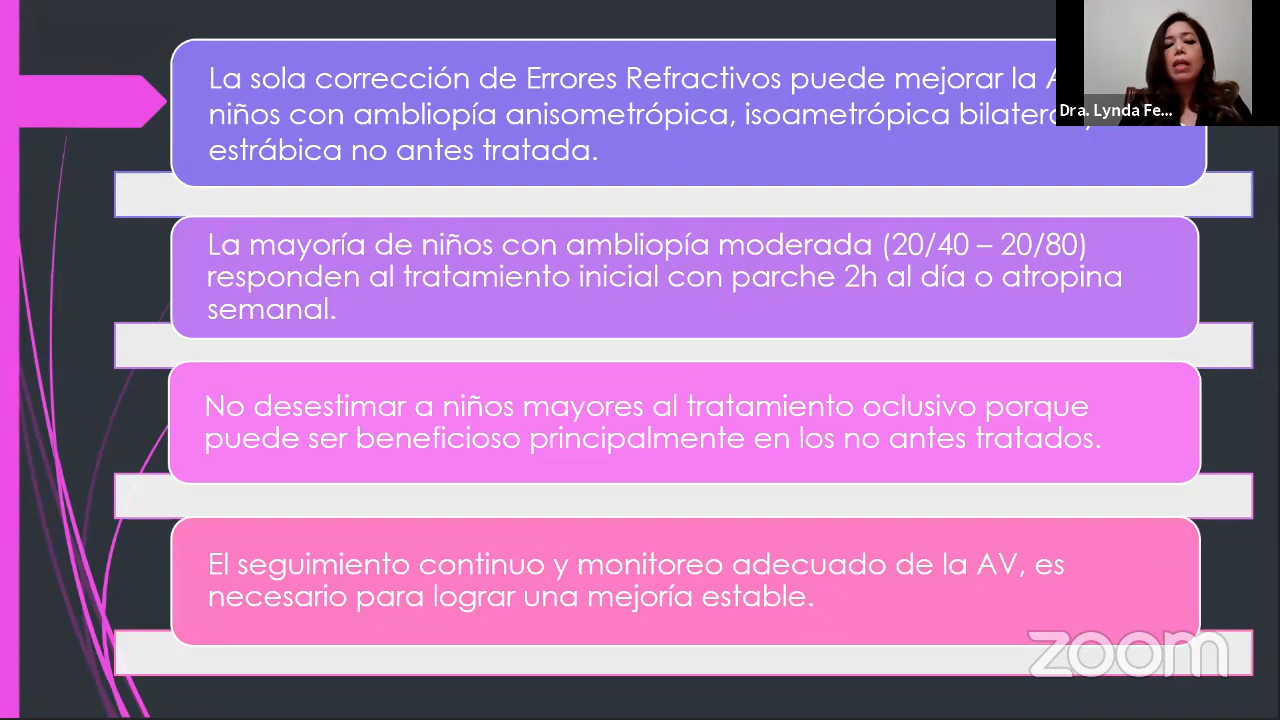 La sola corrección de Errores Refractivos puede mejorar la
niños con ambliopía anisometrópica, isoametrópica
estrábica no antes tratada.
La mayoría de niños con ambliopía moderada (20/40 – 20/80)
responden al tratamiento inicial con parche 2h al día o atropina
semanal.
No desestimar a niños mayores al tratamiento oclusivo porque
puede ser beneficioso principalmente en los no antes tratados.
El seguimiento continuo y monitoreo adecuado de la AV, es
necesario para lograr una mejoría estable.
Dra. Lynda Fe...
zoom